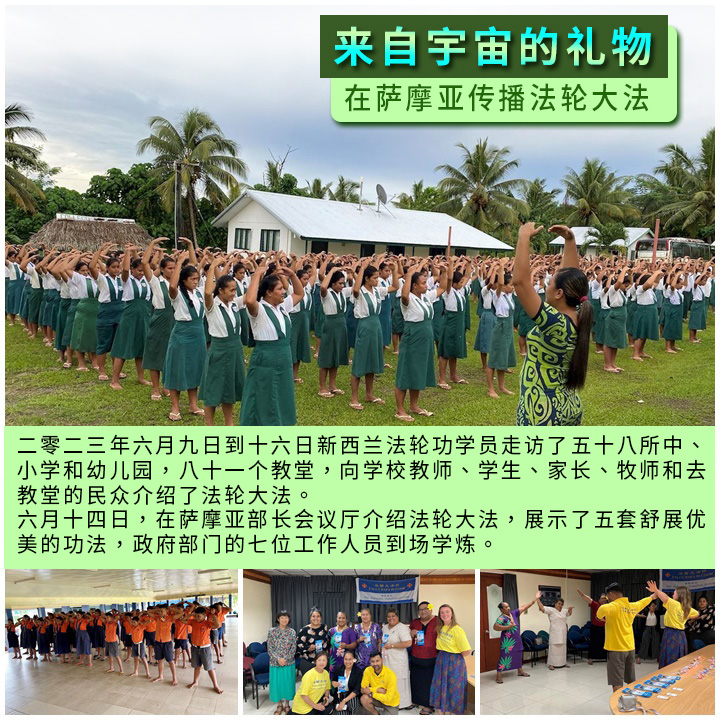 来自宇宙的礼物
在萨摩亚传播法轮大法
二零二三年六月九日到十六日新西兰法轮功学员走访了五十八所中、
小学和幼儿园，八十一个教堂，向学校教师、学生、家长、牧师和去
教堂的民众介绍了法轮大法。
六月十四日，在萨摩亚部长会议厅介绍法轮大法，展示了五套舒展优
美的功法，政府部门的七位工作人员到场学炼。